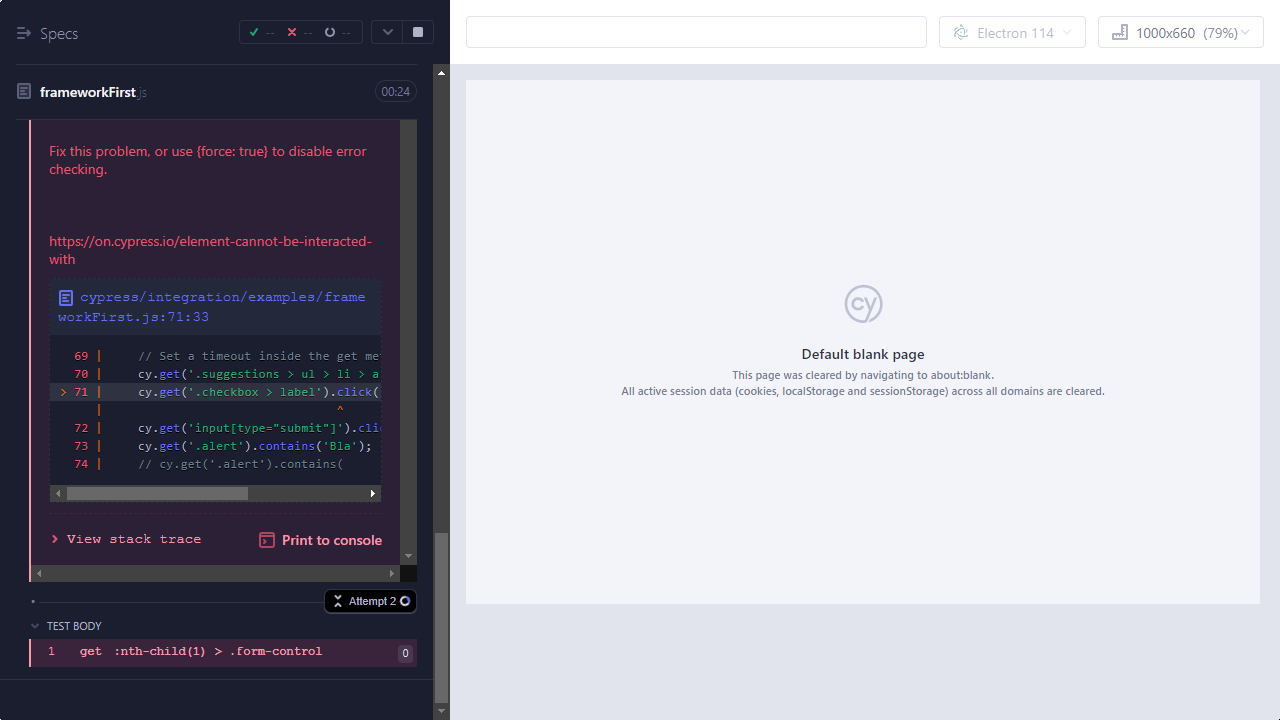 Specs
-- -- --
Electron 114
1000x660 (79%)
frameworkFirst.js
00:24
Fix this problem, or use {force: true} to disable error
checking.
https://on.cypress.io/element-cannot-be-interacted-
with
cypress/integration/examples/frame
workFirst.js:71:33
69 | // Set a timeout inside the get me
70 | cy.get('.suggestions > ul > li > a
> 71 | cy.get('.checkbox > label').click(
| ^
72 | cy.get('input[type="submit"]').cli
73 | cy.get('.alert').contains('Bla');
74 | // cy.get('.alert').contains(
View stack trace
Print to console
Attempt 2
TEST BODY
1 get :nth-child(1) > .form-control 0
cy
Default blank page
This page was cleared by navigating to about:blank.
All active session data (cookies, localStorage and sessionStorage) across all domains are cleared.